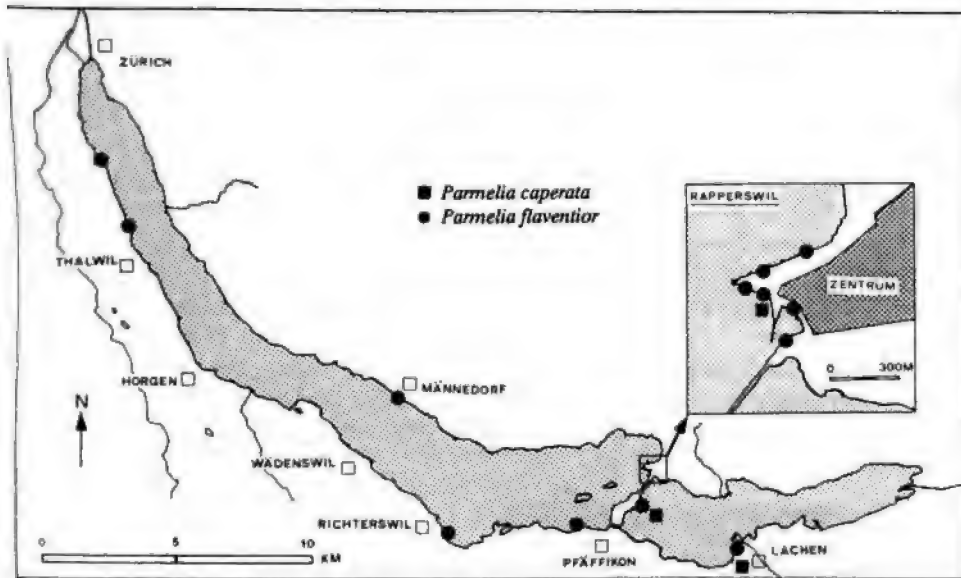 ZÜRICH
Parmelia caperata
Parmelia flaventior
RAPPERSWIL
ZENTRUM
0 300M
THALWIL
HORGEN
MÄNNEDORF
N
WÄDENSWIL
RICHTERSWIL
PFÄFFIKON
LACHEN
0 5 10
KM